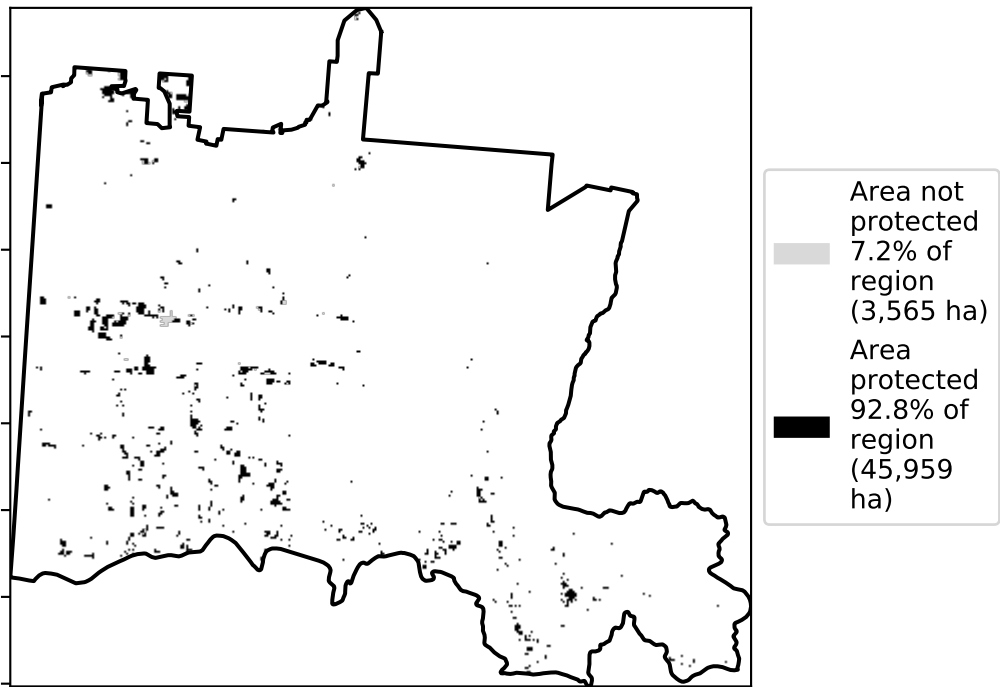 Area not
protected
7.2% of
region
(3,565 ha)
Area
protected
92.8% of
region
(45,959
ha)